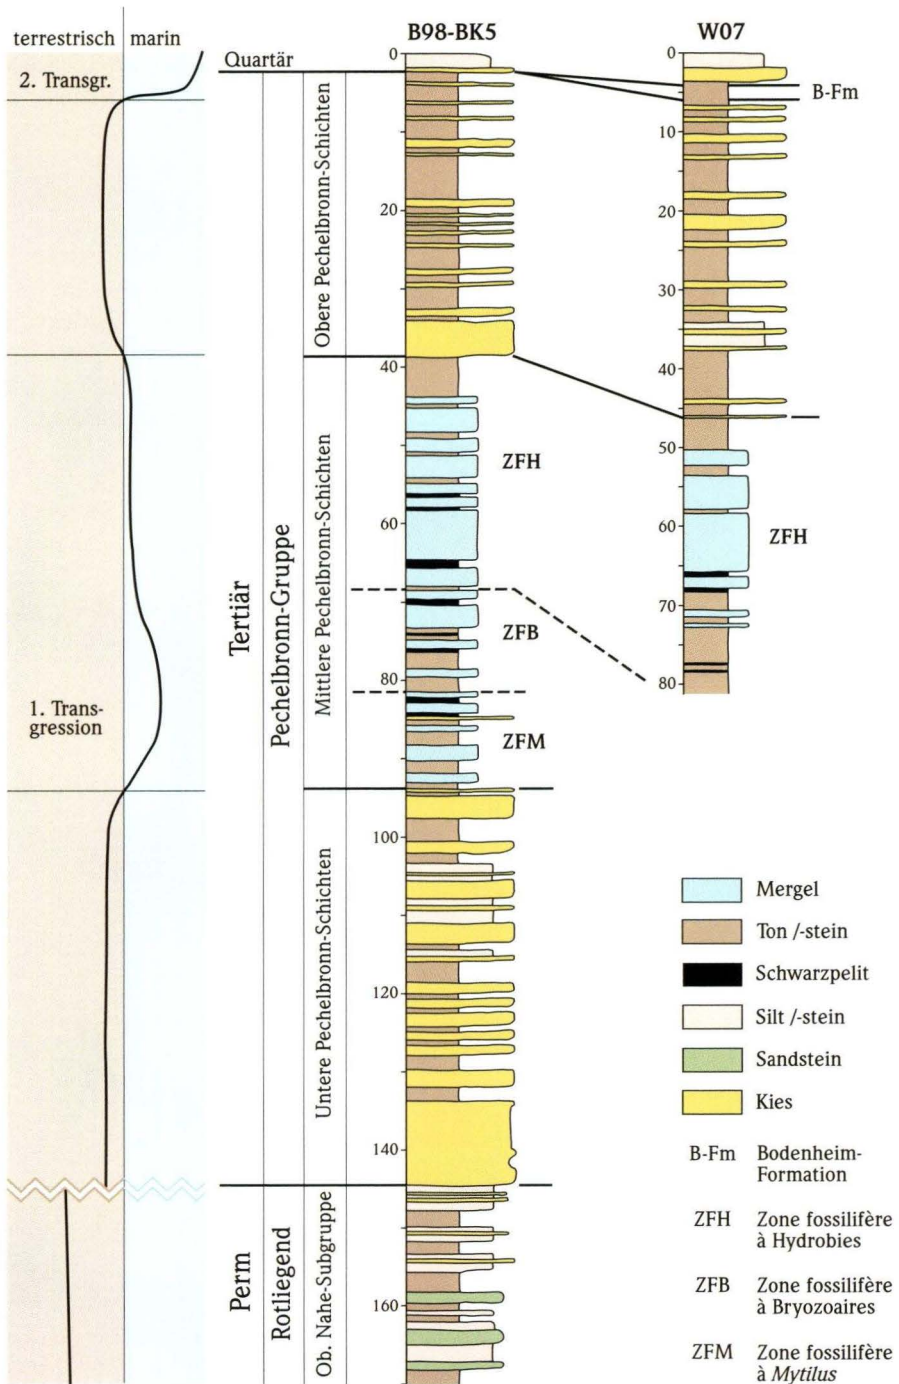 terrestrisch
marin
2. Transgr.
1. Trans-
gression
Quartär
Tertiär
Perm
Pechelbronn-Gruppe
Rotliegend
Obere Pechelbronn-Schichten
Mittlere Pechelbronn-Schichten
Untere Pechelbronn-Schichten
Ob. Nahe-Subgruppe
B98-BK5
0
20
40
60
80
100
120
140
160
ZFH
ZFB
ZFM
W07
0
10
20
30
40
50
60
70
80
B-Fm
ZFH
Mergel
Ton /-stein
Schwarzpelit
Silt /-stein
Sandstein
Kies
B-Fm Bodenheim-
Formation
ZFH Zone fossilifère
à Hydrobies
ZFB Zone fossilifère
à Bryozoaires
ZFM Zone fossilifère
à Mytilus